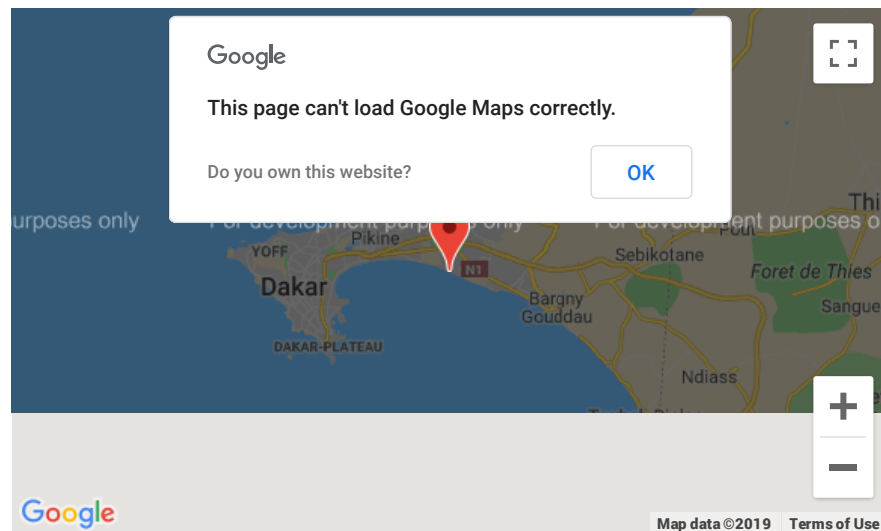 Google
This page can't load Google Maps correctly.
Do you own this website?
OK
urposes only
For development purposes only
For development purposes o
Thi
YOFF
Pikine
N1
Sebikotane
Foret de Thies
Dakar
Bargny
Gouddau
Sangue
DAKAR-PLATEAU
Ndiass
Google
Map data ©2019
Terms of Use